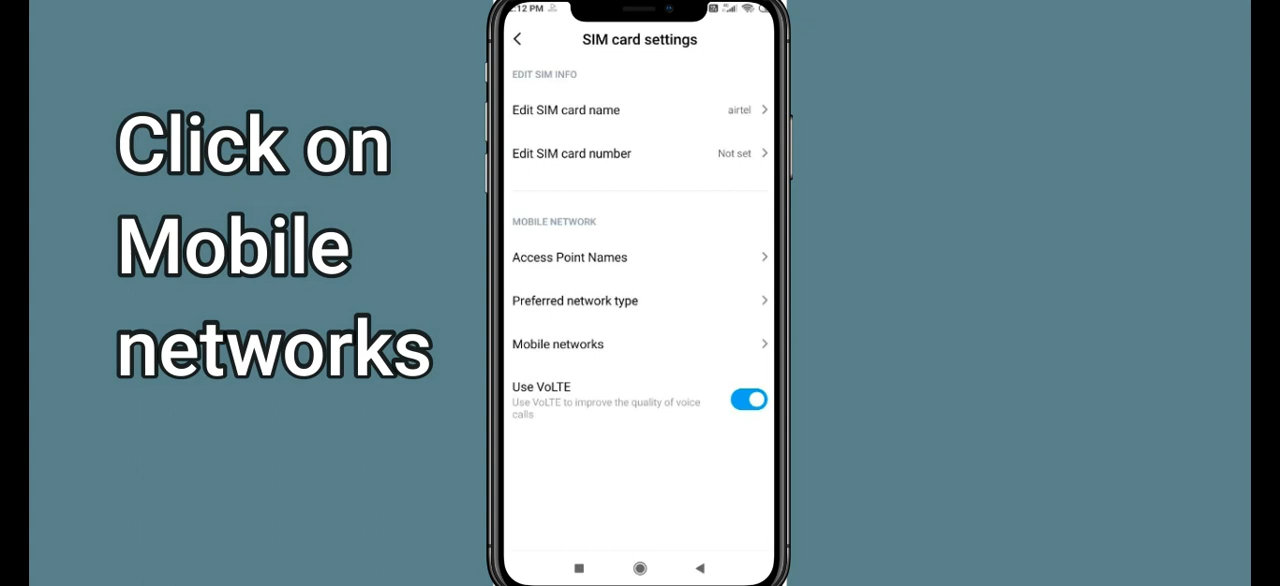 Click on
Mobile
networks
:12 PM
SIM card settings
EDIT SIM INFO
Edit SIM card name airtel
Edit SIM card number Not set
MOBILE NETWORK
Access Point Names
Preferred network type
Mobile networks
Use VoLTE
Use VoLTE to improve the quality of voice
calls